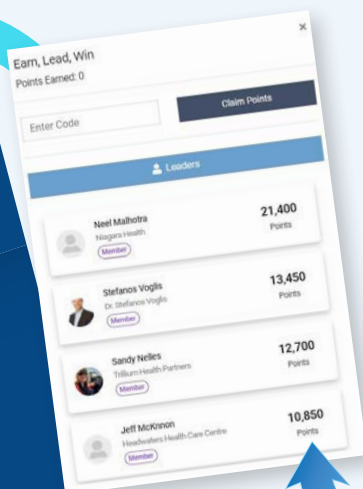 ×
Earn, Lead, Win
Points Earned: 0
Enter Code
Claim Points
Leaders
Neel Malhotra
Niagara Health
Member
21,400
Points
Stefanos Voglis
Dr. Stefanos Voglis
Member
13,450
Points
Sandy Nelles
Trillium Health Partners
Member
12,700
Points
Jeff McKnnon
Headwaters Health Care Centre
Member
10,850
Points